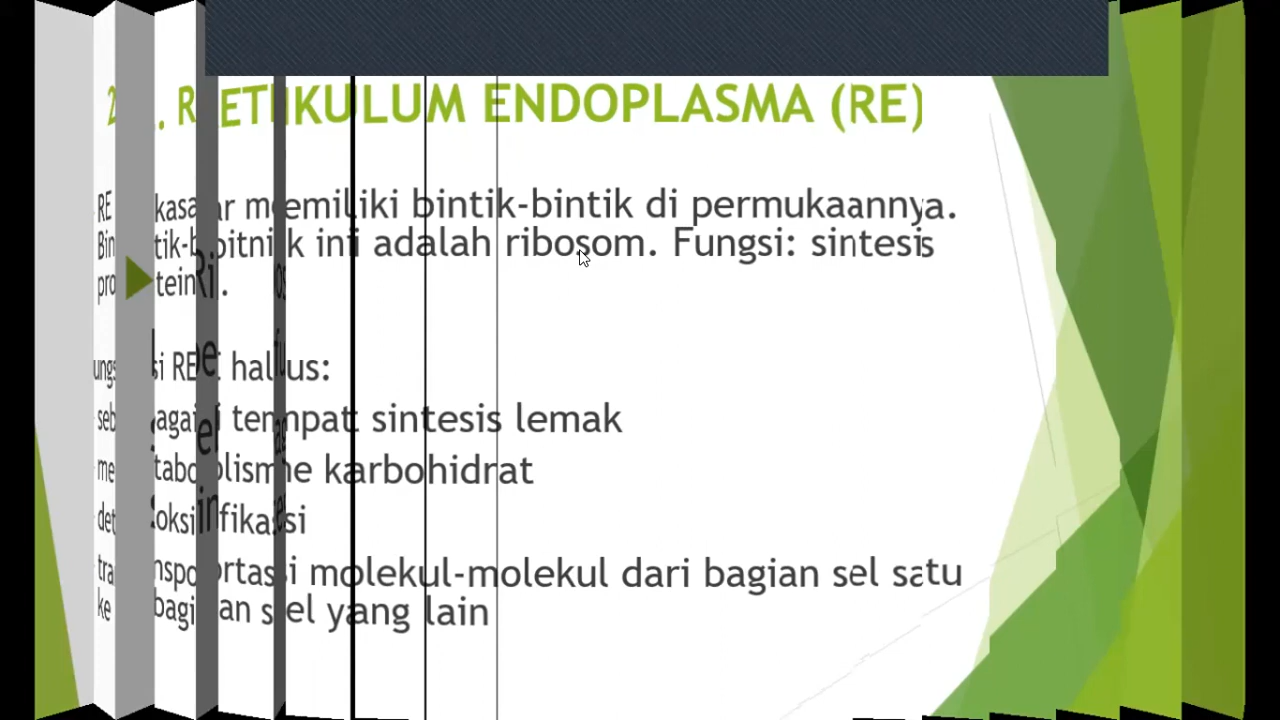 2. RETIKULUM ENDOPLASMA (RE)
RE kasar memiliki bintik-bintik di permukaannya.
Bintik-bitnik ini adalah ribosom. Fungsi: sintesis
protein.
Fungsi RE halus:
sebagai tempat sintesis lemak
metabolisme karbohidrat
detoksifikasi
transportasi molekul-molekul dari bagian sel satu
ke bagian sel yang lain